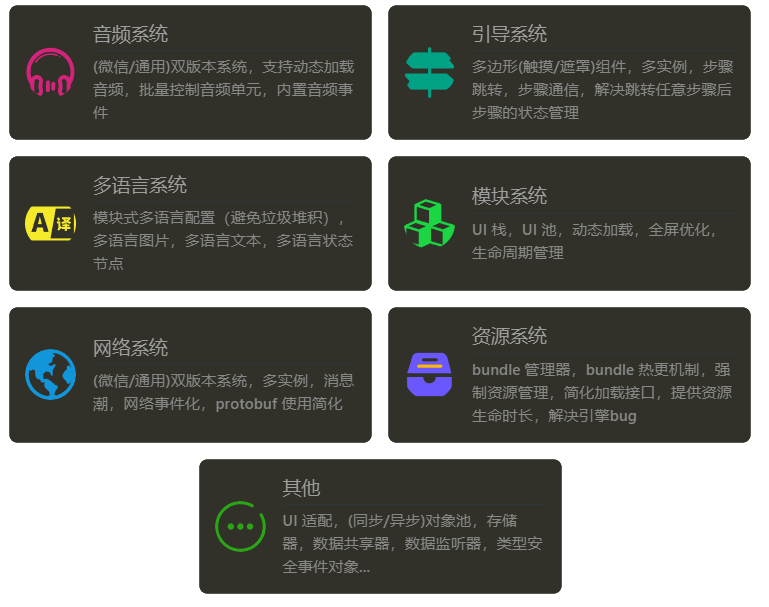 音频系统
(微信/通用)双版本系统，支持动态加载
音频，批量控制音频单元，内置音频事
件
引导系统
多边形(触摸/遮罩)组件，多实例，步骤
跳转，步骤通信，解决跳转任意步骤后
步骤的状态管理
A 译
多语言系统
模块式多语言配置（避免垃圾堆积），
多语言图片，多语言文本，多语言状态
节点
模块系统
UI 栈，UI 池，动态加载，全屏优化，
生命周期管理
网络系统
(微信/通用)双版本系统，多实例，消息
潮，网络事件化，protobuf 使用简化
资源系统
bundle 管理器，bundle 热更机制，强
制资源管理，简化加载接口，提供资源
生命时长，解决引擎bug
其他
UI 适配，(同步/异步)对象池，存储
器，数据共享器，数据监听器，类型安
全事件对象...